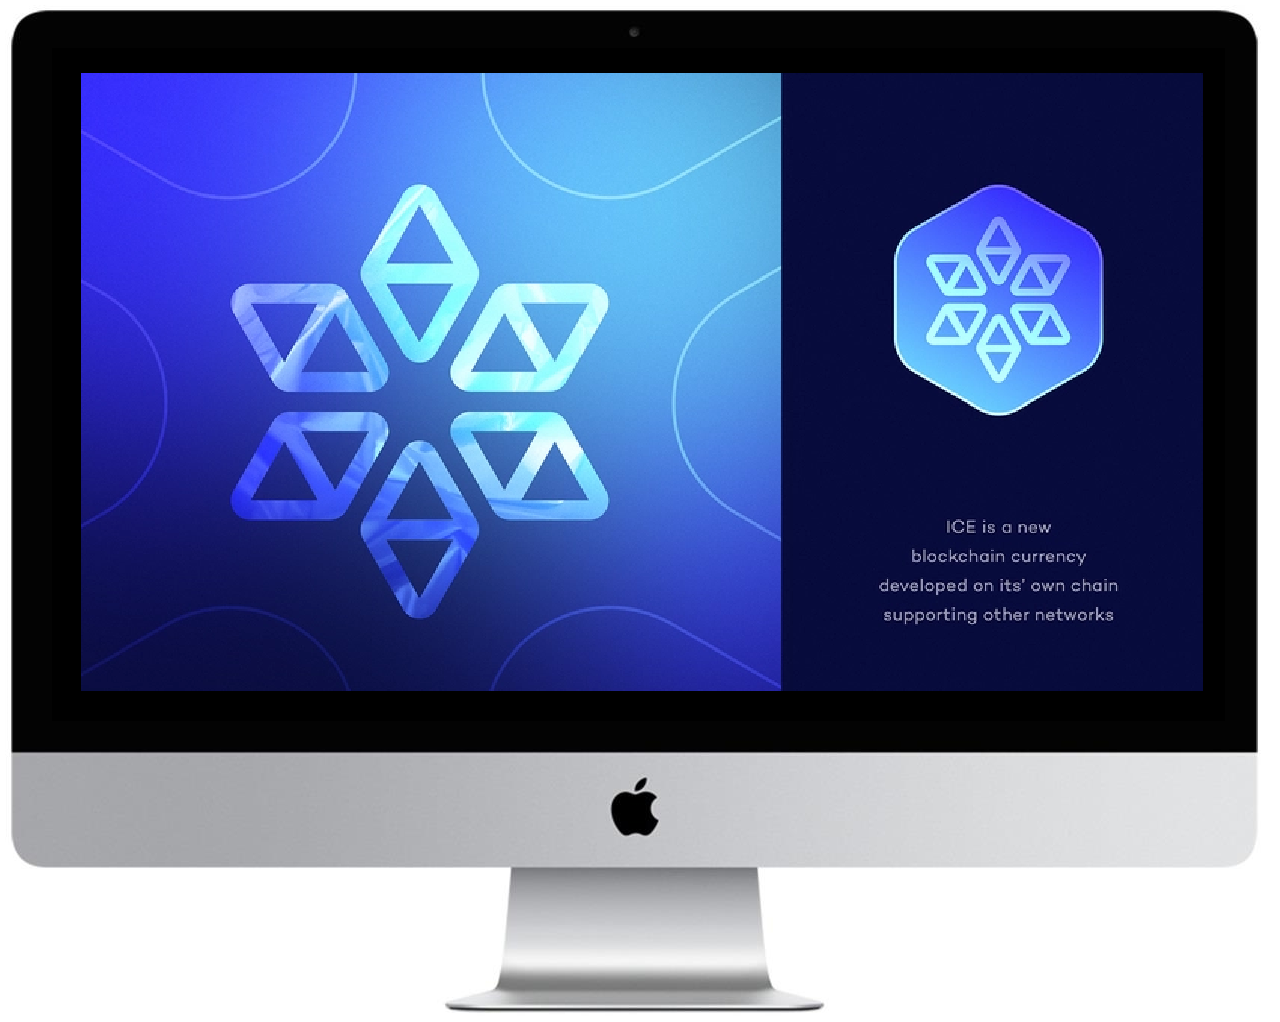 ICE is a new
blockchain currency
developed on its' own chain
supporting other networks